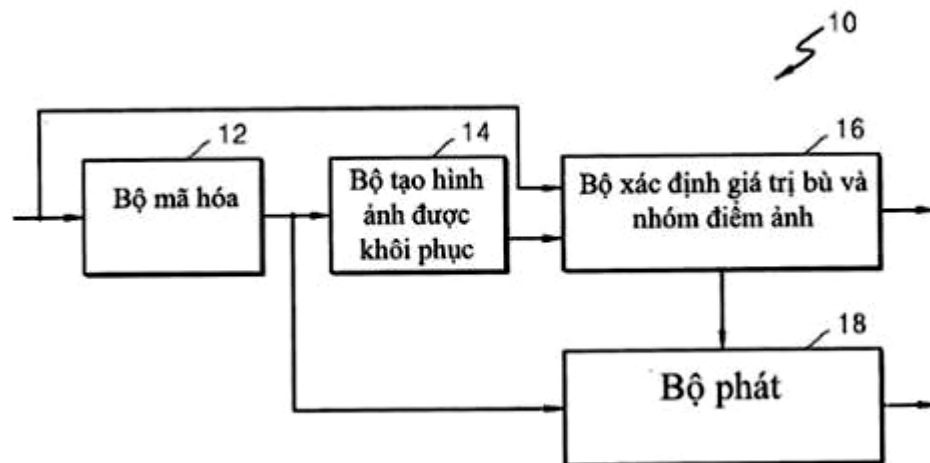 10
12
14
16
Bộ mã hóa
Bộ tạo hình
ảnh được
khôi phục
Bộ xác định giá trị bù và
nhóm điểm ảnh
18
Bộ phát